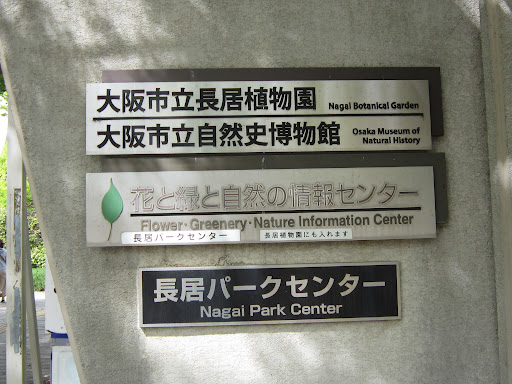 大阪市立長居植物園 Nagai Botanical Garden
大阪市立自然史博物館 Osaka Museum of
Natural History
花と緑と自然の情報センター
Flower・Greenery・Nature Information Center
長居パークセンター 長居植物園にも入れます
長居パークセンター
Nagai Park Center